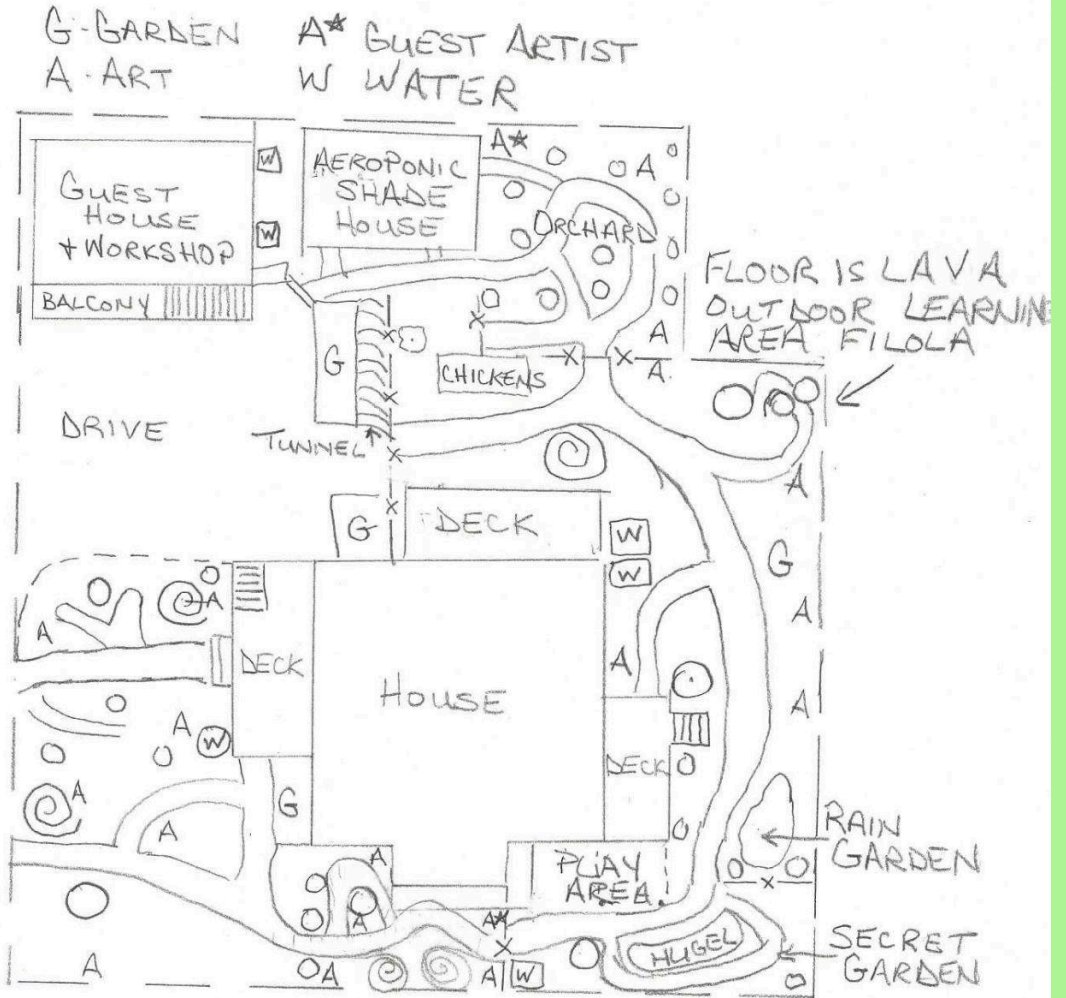 G-GARDEN A* GUEST ARTIST
A-ART W WATER
A*
W
A
AEROPONIC
SHADE
HOUSE
GUEST
HOUSE
+ WORKSHOP
ORCHARD
W
FLOOR IS LAVA
OUTDOOR LEARNING
AREA FILOLA
BALCONY
A
G
CHICKENS
A.
DRIVE
TUNNEL
A
G
DECK
W
G
W
A
A
A
DECK
HOUSE
A
A
A
W
DECK
A
G
RAIN
GARDEN
A
A
PLAY
AREA
A
A*
HUGEL
SECRET
GARDEN
A
A
A
W